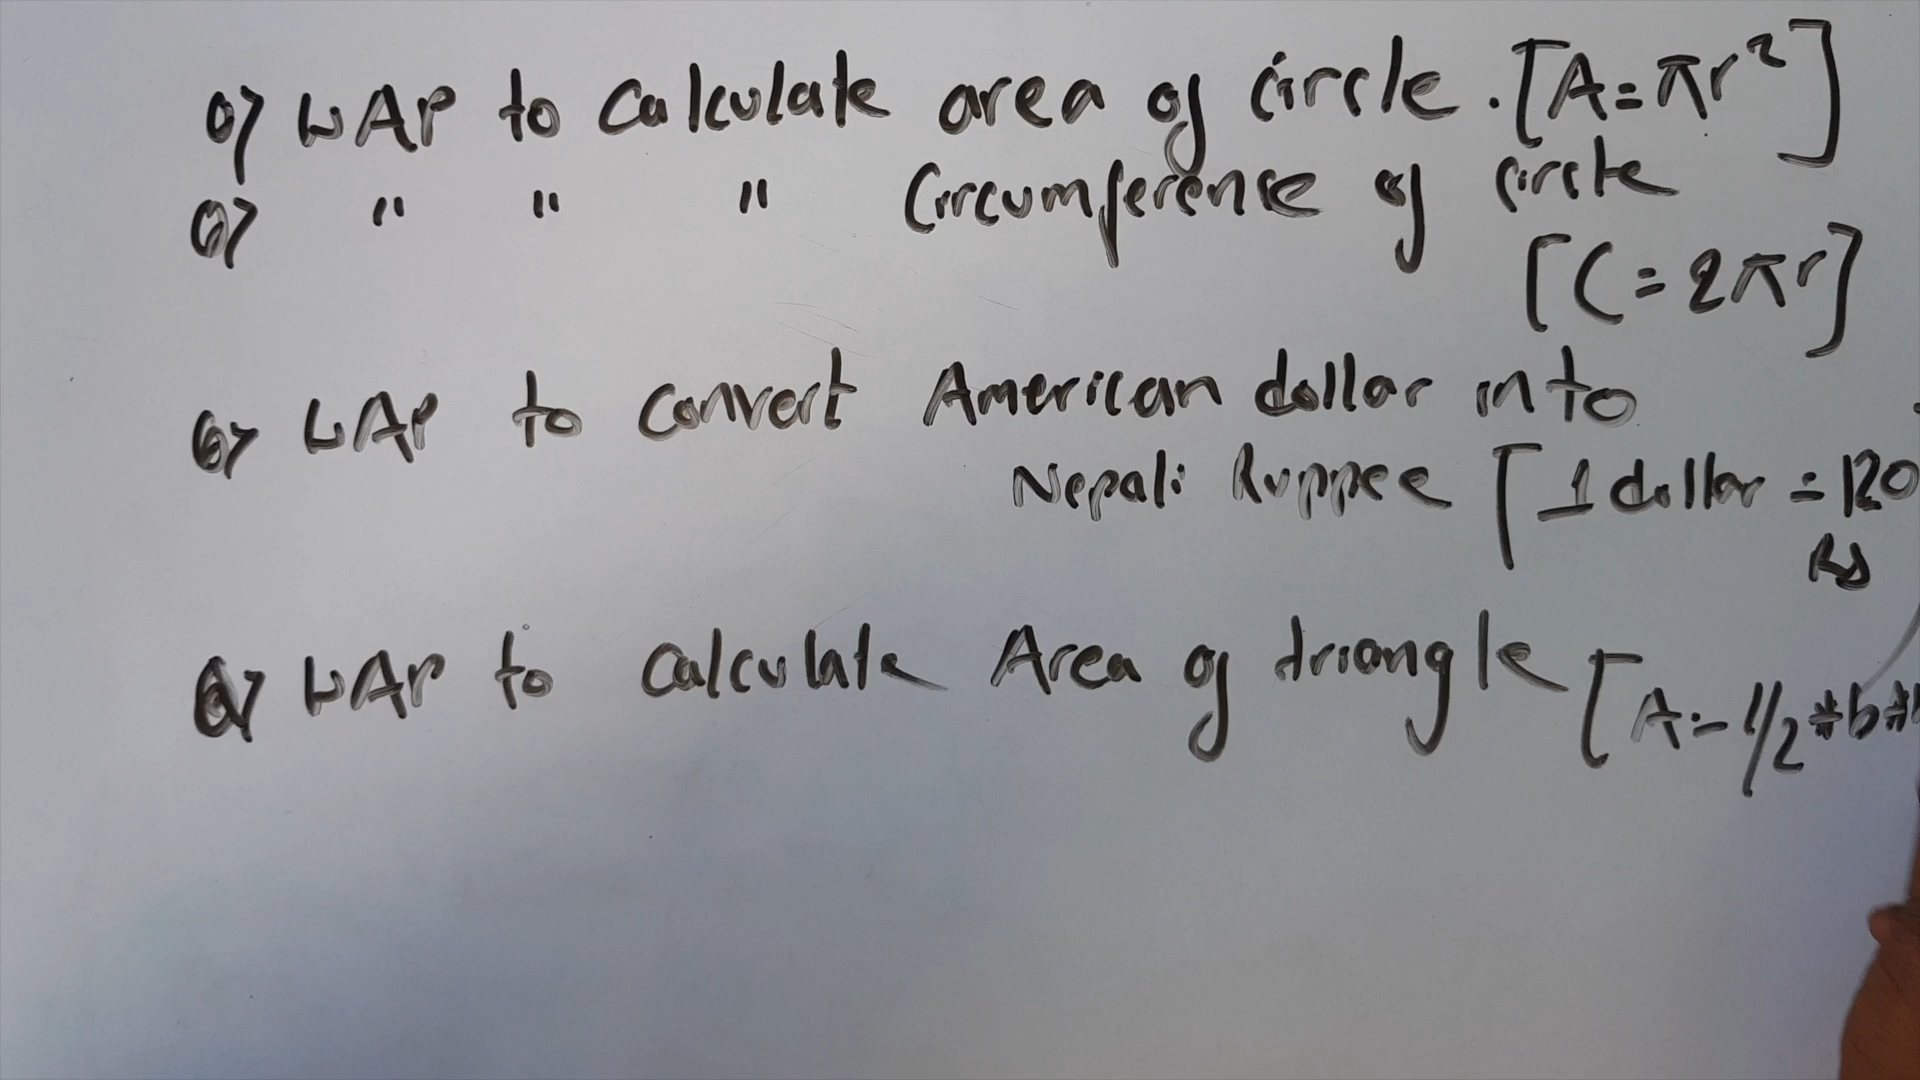 Q) WAP to Calculate area of circle. [A=πr²]
Q) " " " Circumference of circle
[C=2πr]
Q) WAP to Convert American dollar into
Nepali Ruppee [1 dollar = 120
Rs
Q) WAP to Calculate Area of triangle [A=1/2*b*